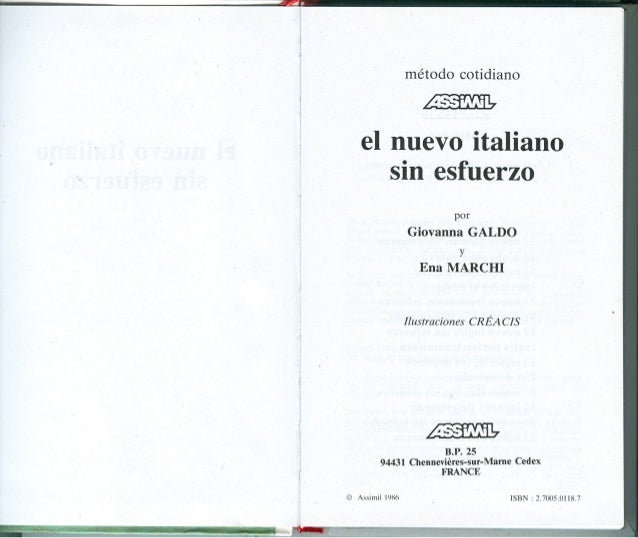 método cotidiano
ASSiMiL
el nuevo italiano
sin esfuerzo
por
Giovanna GALDO
y
Ena MARCHI
Ilustraciones CRÉACIS
ASSiMiL
B.P. 25
94431 Chennevières-sur-Marne Cedex
FRANCE
© Assimil 1986
ISBN : 2.7005.0118.7